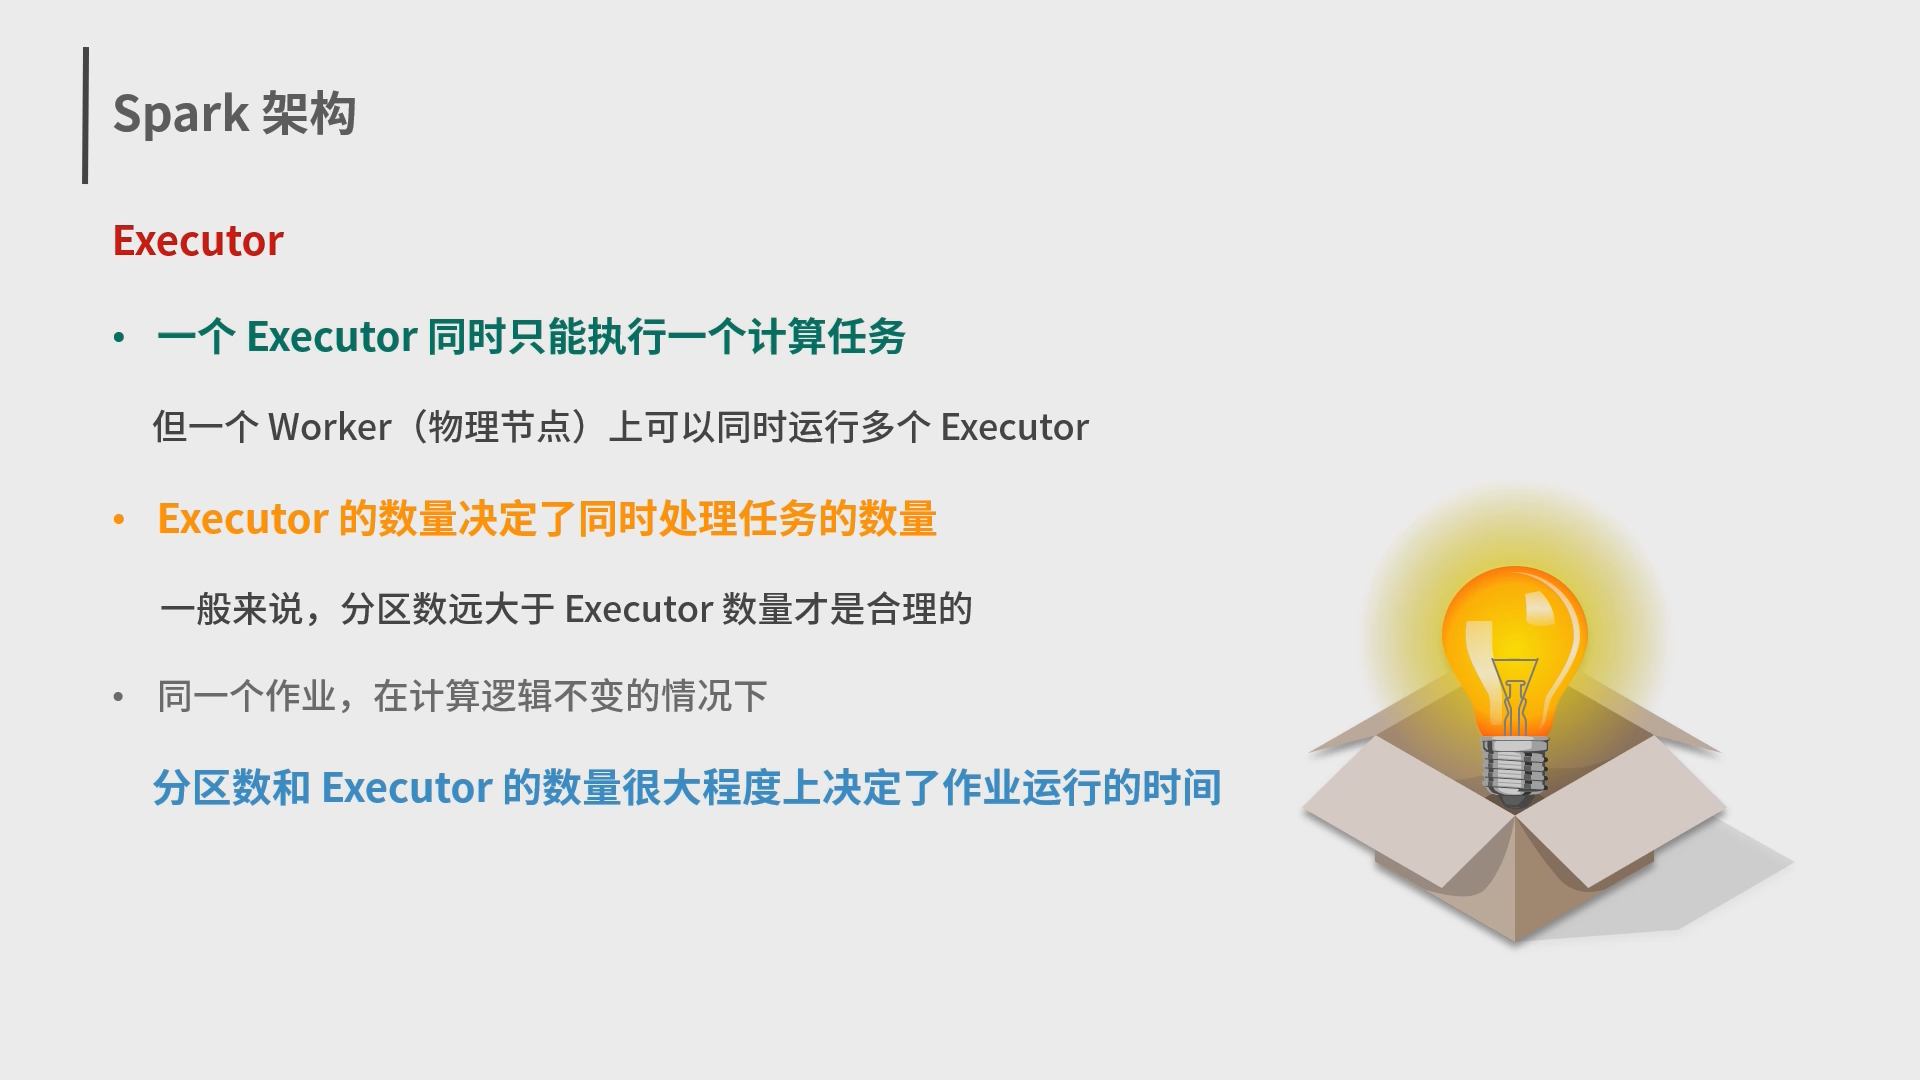 Spark 架构
Executor
• 一个 Executor 同时只能执行一个计算任务
但一个 Worker（物理节点）上可以同时运行多个 Executor
• Executor 的数量决定了同时处理任务的数量
一般来说，分区数远大于 Executor 数量才是合理的
• 同一个作业，在计算逻辑不变的情况下
分区数和 Executor 的数量很大程度上决定了作业运行的时间